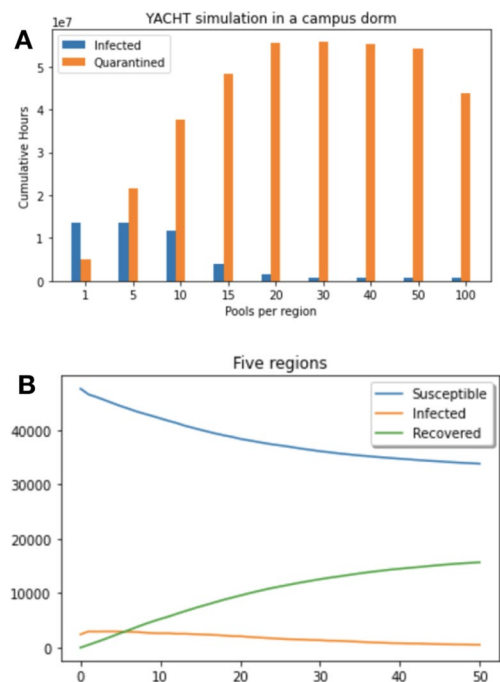 A
YACHT simulation in a campus dorm
1e7
Infected
Quarantined
Cumulative Hours
5
4
3
2
1
0
1 5 10 15 20 30 40 50 100
Pools per region
B
Five regions
Susceptible
Infected
Recovered
40000
30000
20000
10000
0
0 10 20 30 40 50